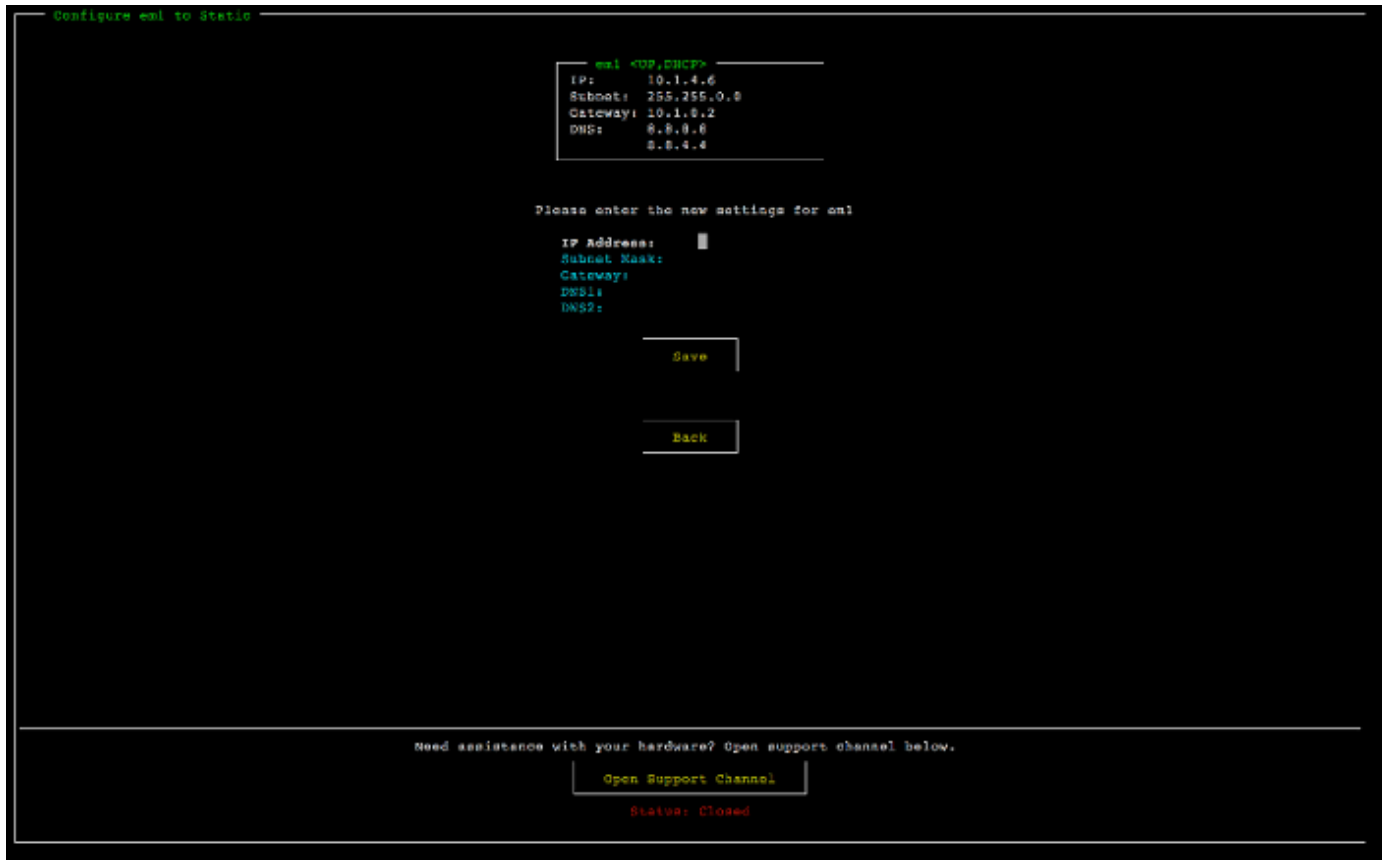 Configure em1 to Static
em1 <UP,DHCP>
IP: 10.1.4.6
Subnet: 255.255.0.0
Gateway: 10.1.0.2
DNS: 8.8.8.8
8.8.4.4
Please enter the new settings for em1
IP Address:
Subnet Mask:
Gateway:
DNS1:
DNS2:
Save
Back
Need assistance with your hardware? Open support channel below.
Open Support Channel
Status: Closed